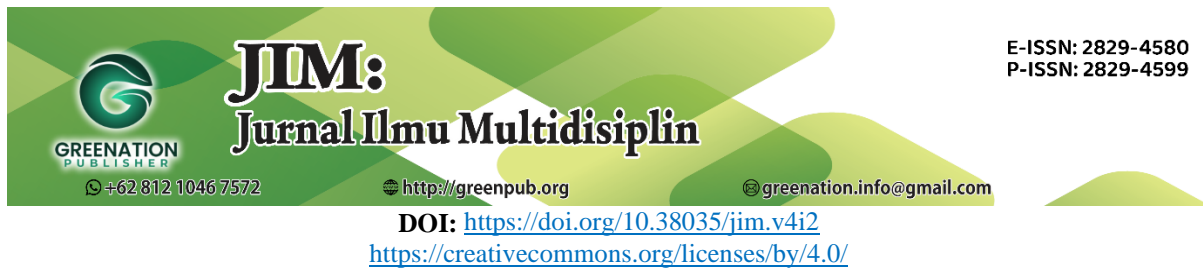 E-ISSN: 2829-4580
P-ISSN: 2829-4599
JIM:
Jurnal Ilmu Multidisiplin
GREENATION
PUBLISHER
+62 812 1046 7572 http://greenpub.org greenation.info@gmail.com
DOI: https://doi.org/10.38035/jim.v4i2
https://creativecommons.org/licenses/by/4.0/